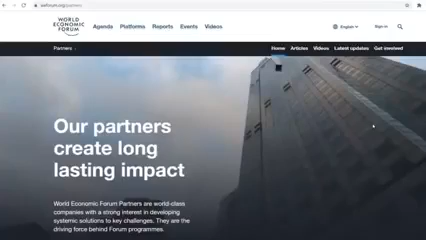 weforum.org/partners
WORLD
ECONOMIC
FORUM
Agenda Platforms Reports Events Videos
English
Sign in
Partners
Home Articles Videos Latest updates Get involved
Our partners
create long
lasting impact
World Economic Forum Partners are world-class
companies with a strong interest in developing
systemic solutions to key challenges. They are the
driving force behind Forum programmes.